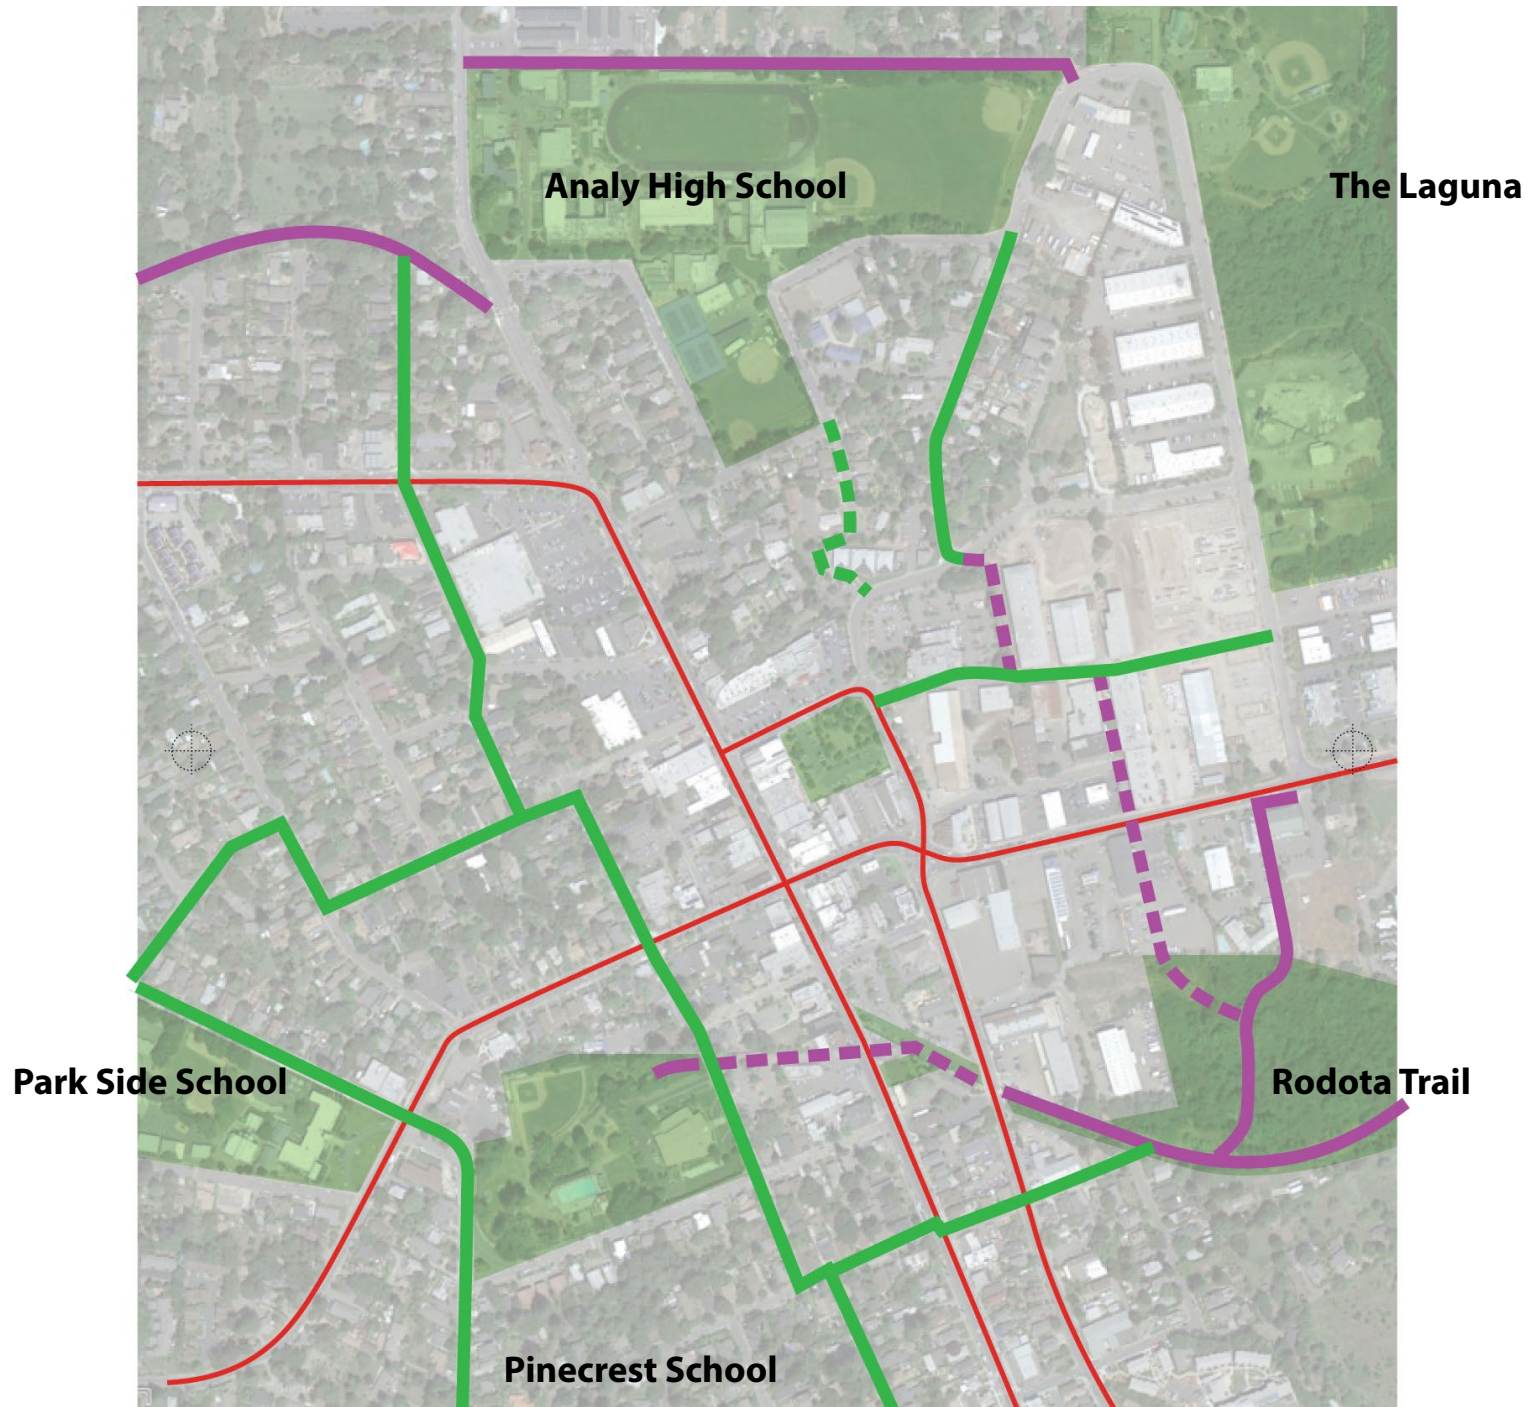 Analy High School
The Laguna
Park Side School
Rodota Trail
Pinecrest School